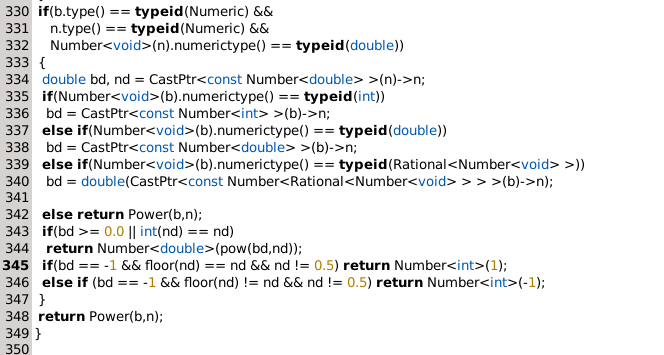 330 if(b.type() == typeid(Numeric) &&
331 n.type() == typeid(Numeric) &&
332 Number<void>(n).numerictype() == typeid(double))
333 {
334 double bd, nd = CastPtr<const Number<double> >(n)->n;
335 if(Number<void>(b).numerictype() == typeid(int))
336 bd = CastPtr<const Number<int> >(b)->n;
337 else if(Number<void>(b).numerictype() == typeid(double))
338 bd = CastPtr<const Number<double> >(b)->n;
339 else if(Number<void>(b).numerictype() == typeid(Rational<Number<void> >))
340 bd = double(CastPtr<const Number<Rational<Number<void> > > >(b)->n);
341
342 else return Power(b,n);
343 if(bd >= 0.0 || int(nd) == nd)
344 return Number<double>(pow(bd,nd));
345 if(bd == -1 && floor(nd) == nd && nd != 0.5) return Number<int>(1);
346 else if (bd == -1 && floor(nd) != nd && nd != 0.5) return Number<int>(-1);
347 }
348 return Power(b,n);
349 }
350